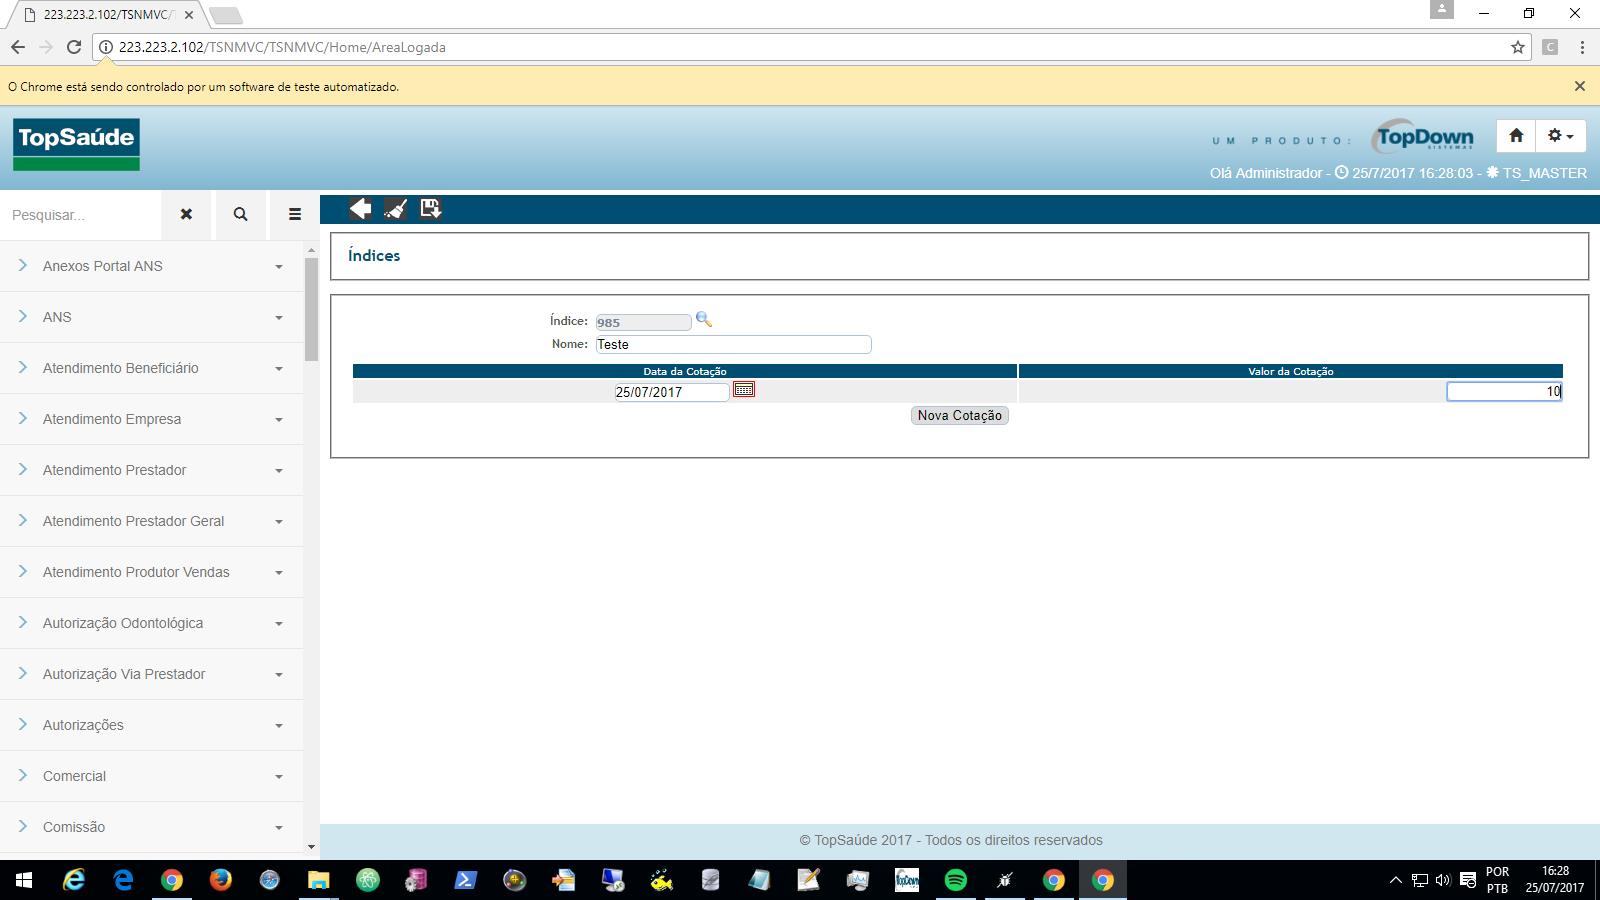 223.223.2.102/TSNMVC/
223.223.2.102/TSNMVC/TSNMVC/Home/AreaLogada
C
O Chrome está sendo controlado por um software de teste automatizado.
TopSaúde
UM PRODUTO:
TopDown
SISTEMAS
Olá Administrador - 25/7/2017 16:28:03 - TS_MASTER
Pesquisar...
Índices
Anexos Portal ANS
ANS
Atendimento Beneficiário
Atendimento Empresa
Atendimento Prestador
Atendimento Prestador Geral
Atendimento Produtor Vendas
Autorização Odontológica
Autorização Via Prestador
Autorizações
Comercial
Comissão
Índice: 985
Nome: Teste
Data da Cotação Valor da Cotação
25/07/2017 10
Nova Cotação
© TopSaúde 2017 - Todos os direitos reservados
TopDown
POR
PTB
16:28
25/07/2017